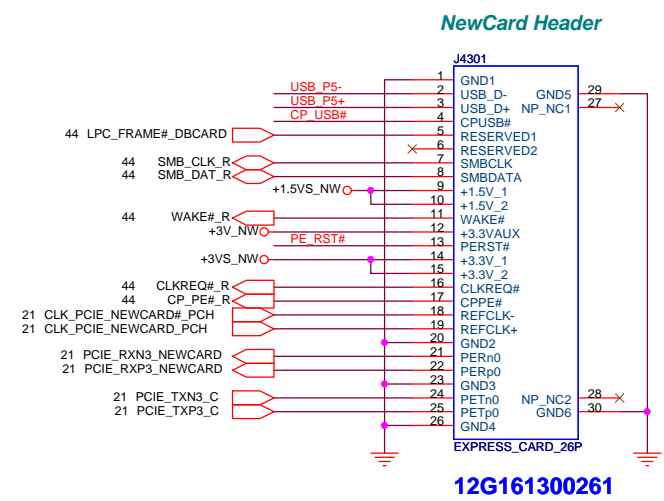 NewCard Header
J4301
1 GND1
USB_P5- 2 USB_D- GND5 29
USB_P5+ 3 USB_D+ NP_NC1 27
CP_USB# 4 CPUSB#
44 LPC_FRAME#_DBCARD 5 RESERVED1
6 RESERVED2
44 SMB_CLK_R 7 SMBCLK
44 SMB_DAT_R 8 SMBDATA
+1.5VS_NW 9 +1.5V_1
10 +1.5V_2
44 WAKE#_R 11 WAKE#
+3V_NW 12 +3.3VAUX
PE_RST# 13 PERST#
+3VS_NW 14 +3.3V_1
15 +3.3V_2
44 CLKREQ#_R 16 CLKREQ#
44 CP_PE#_R 17 CPPE#
21 CLK_PCIE_NEWCARD#_PCH 18 REFCLK-
21 CLK_PCIE_NEWCARD_PCH 19 REFCLK+
20 GND2
21 PCIE_RXN3_NEWCARD 21 PERn0
21 PCIE_RXP3_NEWCARD 22 PERp0
23 GND3
21 PCIE_TXN3_C 24 PETn0 NP_NC2 28
21 PCIE_TXP3_C 25 PETp0 GND6 30
26 GND4
EXPRESS_CARD_26P
12G161300261